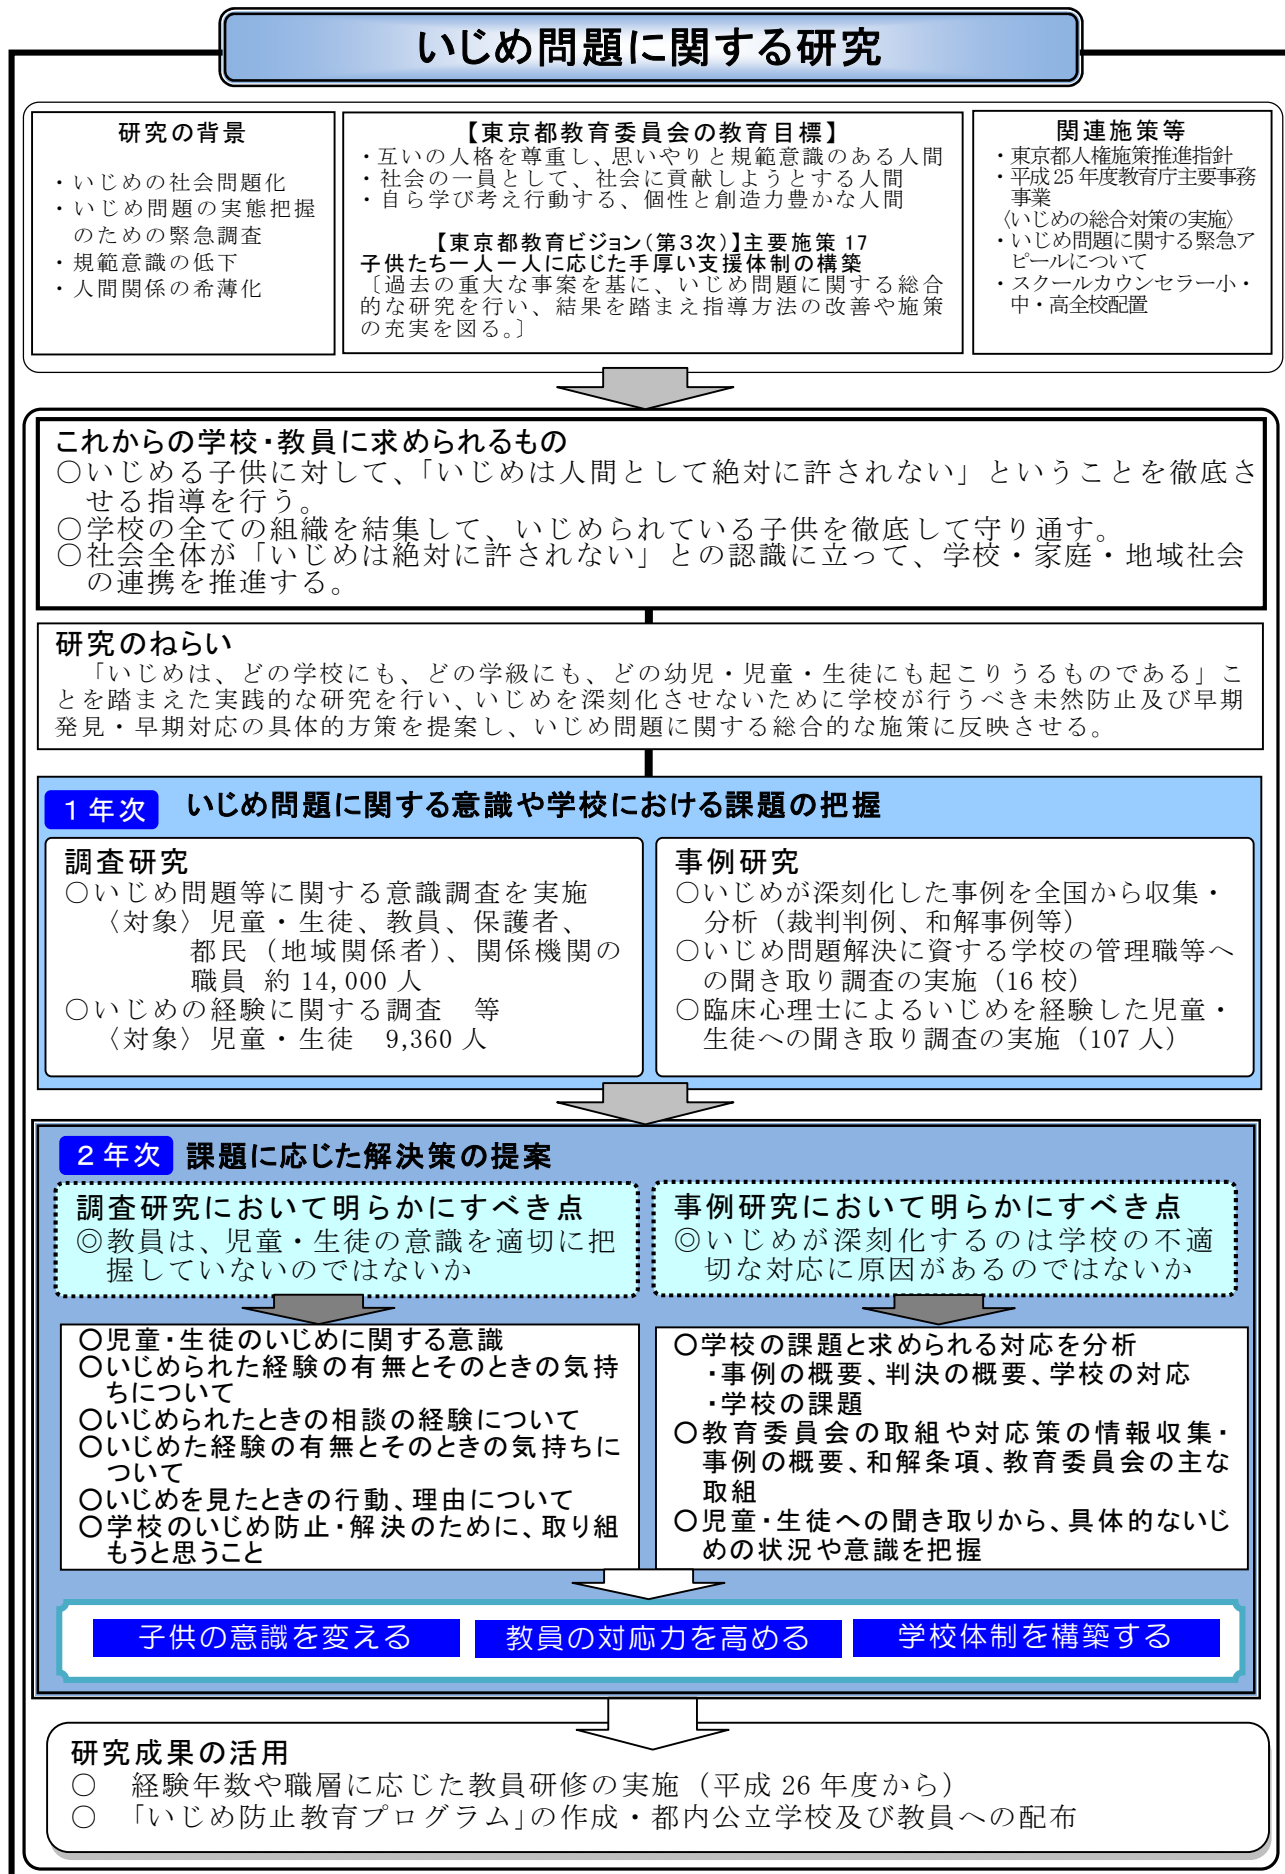 いじめ問題に関する研究
研究の背景
・いじめの社会問題化
・いじめ問題の実態把握
のための緊急調査
・規範意識の低下
・人間関係の希薄化
【東京都教育委員会の教育目標】
・互いの人格を尊重し、思いやりと規範意識のある人間
・社会の一員として、社会に貢献しようとする人間
・自ら学び考え行動する、個性と創造力豊かな人間
【東京都教育ビジョン(第3次)】主要施策 17
子供たち一人一人に応じた手厚い支援体制の構築
〔過去の重大な事案を基に、いじめ問題に関する総合
的な研究を行い、結果を踏まえ指導方法の改善や施策
の充実を図る。〕
関連施策等
・東京都人権施策推進指針
・平成 25 年度教育庁主要事務
事業
〈いじめの総合対策の実施〉
・いじめ問題に関する緊急ア
ピールについて
・スクールカウンセラー小・
中・高全校配置
これからの学校・教員に求められるもの
○いじめる子供に対して、「いじめは人間として絶対に許されない」ということを徹底さ
せる指導を行う。
○学校の全ての組織を結集して、いじめられている子供を徹底して守り通す。
○社会全体が「いじめは絶対に許されない」との認識に立って、学校・家庭・地域社会
の連携を推進する。
研究のねらい
「いじめは、どの学校にも、どの学級にも、どの幼児・児童・生徒にも起こりうるものである」こ
とを踏まえた実践的な研究を行い、いじめを深刻化させないために学校が行うべき未然防止及び早期
発見・早期対応の具体的方策を提案し、いじめ問題に関する総合的な施策に反映させる。
1年次 いじめ問題に関する意識や学校における課題の把握
調査研究
○いじめ問題等に関する意識調査を実施
〈対象〉児童・生徒、教員、保護者、
都民（地域関係者）、関係機関の
職員 約 14,000 人
○いじめの経験に関する調査 等
〈対象〉児童・生徒 9,360 人
事例研究
○いじめが深刻化した事例を全国から収集・
分析（裁判判例、和解事例等）
○いじめ問題解決に資する学校の管理職等へ
の聞き取り調査の実施（16 校）
○臨床心理士によるいじめを経験した児童・
生徒への聞き取り調査の実施（107 人）
2年次 課題に応じた解決策の提案
調査研究において明らかにすべき点
◎教員は、児童・生徒の意識を適切に把
握していないのではないか
事例研究において明らかにすべき点
◎いじめが深刻化するのは学校の不適
切な対応に原因があるのではないか
○児童・生徒のいじめに関する意識
○いじめられた経験の有無とそのときの気持
ちについて
○いじめられたときの相談の経験について
○いじめた経験の有無とそのときの気持ちに
ついて
○いじめを見たときの行動、理由について
○学校のいじめ防止・解決のために、取り組
もうと思うこと
○学校の課題と求められる対応を分析
・事例の概要、判決の概要、学校の対応
・学校の課題
○教育委員会の取組や対応策の情報収集・
事例の概要、和解条項、教育委員会の主な
取組
○児童・生徒への聞き取りから、具体的ないじ
めの状況や意識を把握
子供の意識を変える
教員の対応力を高める
学校体制を構築する
研究成果の活用
○ 経験年数や職層に応じた教員研修の実施（平成 26 年度から）
○ 「いじめ防止教育プログラム」の作成・都内公立学校及び教員への配布